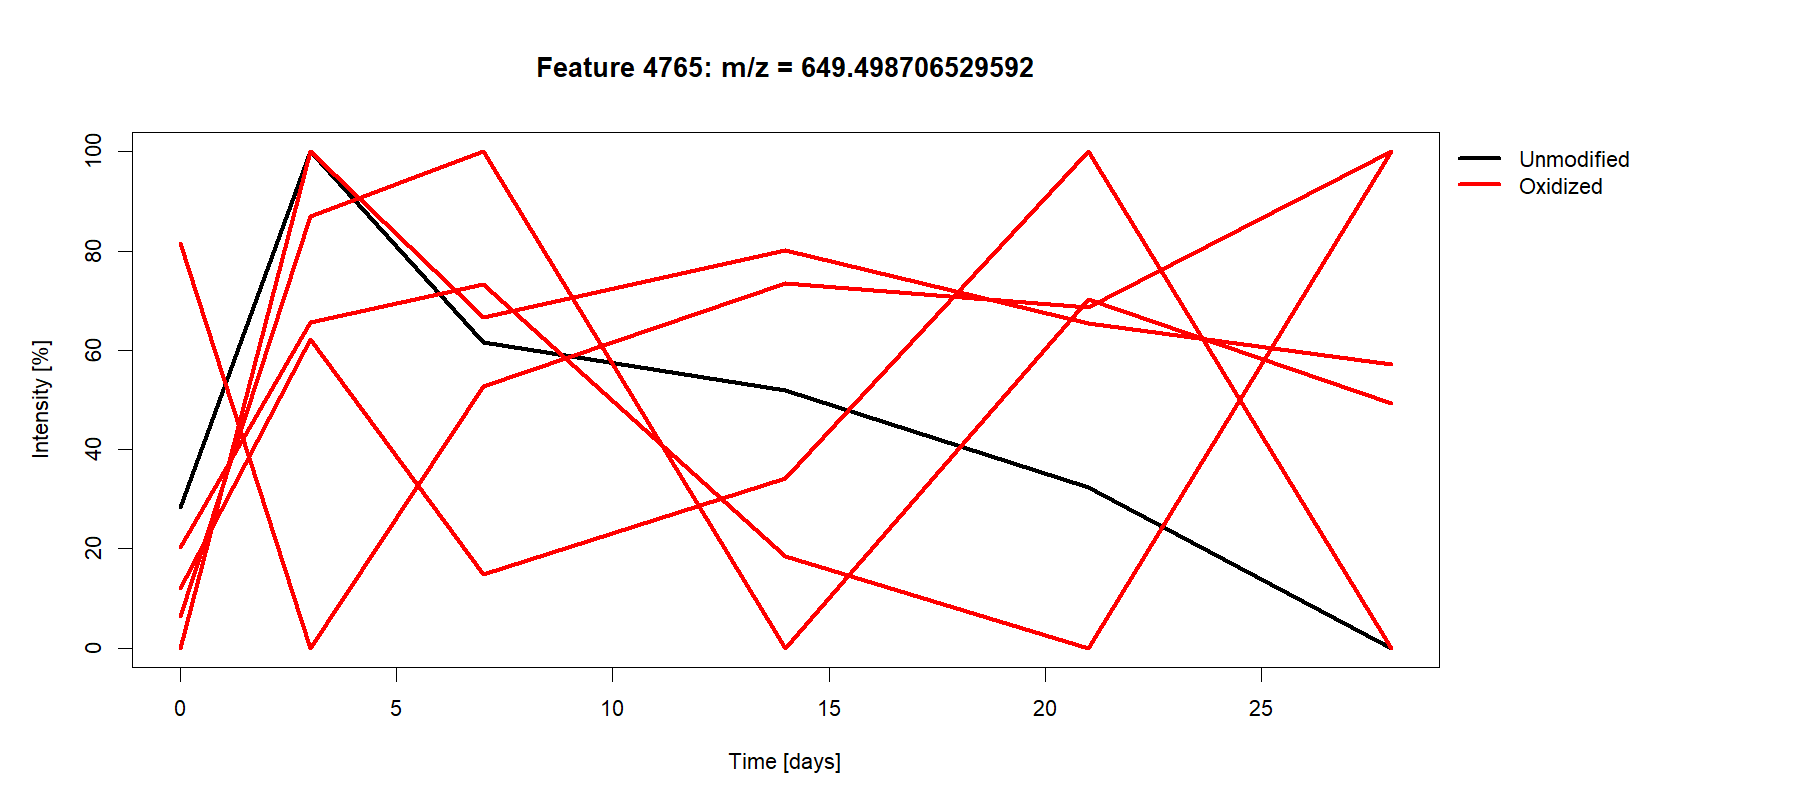 Feature 4765: m/z = 649.498706529592
Unmodified
Oxidized
Intensity [%]
100
80
60
40
20
0
0 5 10 15 20 25
Time [days]